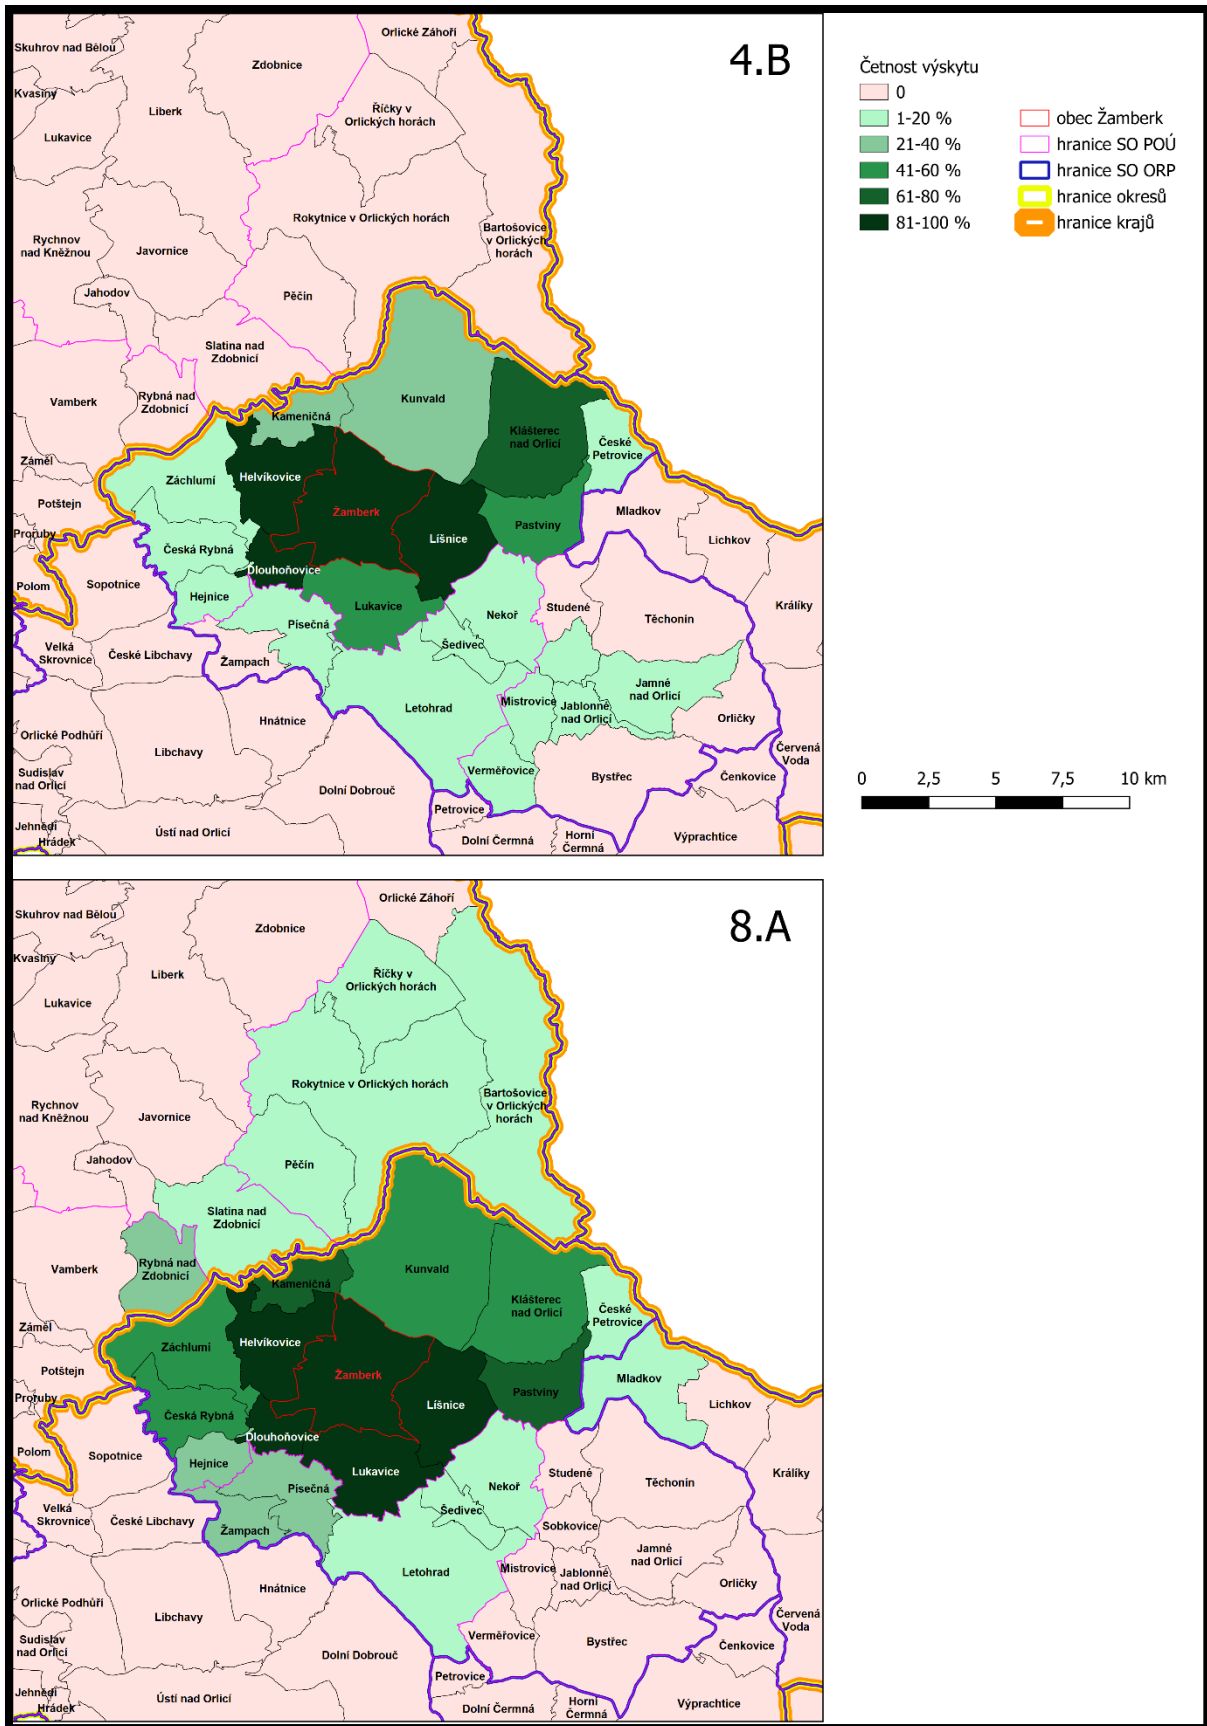 4.B
Orlické Záhoří
Skuhrov nad Bělou
Zdobnice
Kvasiny
Liberk
Říčky v
Orlických horách
Lukavice
Rokytnice v Orlických horách
Bartošovice
v Orlických
horách
Rychnov
nad Kněžnou
Javornice
Jahodov
Pěčín
Slatina nad
Zdobnicí
Vamberk
Rybná nad
Zdobnicí
Kunvald
Kameničná
Klášterec
nad Orlicí
České
Petrovice
Záměl
Záchlumí
Helvíkovice
Potštejn
Žamberk
Pastviny
Mladkov
Proruby
Líšnice
Lichkov
Česká Rybná
Polom
Sopotnice
Dlouhoňovice
Hejnice
Lukavice
Nekoř
Studené
Králíky
Písečná
Těchonín
Velká
Skrovnice
České Libchavy
Žampach
Šedivec
Jamné
nad Orlicí
Mistrovice
Jablonné
nad Orlicí
Letohrad
Orličky
Hnátnice
Orlické Podhůří
Libchavy
Červená
Voda
Sudislav
nad Orlicí
Verměřovice
Bystřec
Čenkovice
Dolní Dobrouč
Petrovice
Jehnědí
Hrádek
Ústí nad Orlicí
Dolní Čermná
Horní
Čermná
Výprachtice
Četnost výskytu
0
1-20 %
21-40 %
41-60 %
61-80 %
81-100 %
obec Žamberk
hranice SO POÚ
hranice SO ORP
hranice okresů
hranice krajů
0 2,5 5 7,5 10 km
8.A
Orlické Záhoří
Skuhrov nad Bělou
Zdobnice
Kvasiny
Liberk
Říčky v
Orlických horách
Lukavice
Rokytnice v Orlických horách
Bartošovice
v Orlických
horách
Rychnov
nad Kněžnou
Javornice
Jahodov
Pěčín
Slatina nad
Zdobnicí
Vamberk
Rybná nad
Zdobnicí
Kunvald
Kameničná
Klášterec
nad Orlicí
České
Petrovice
Záměl
Záchlumí
Helvíkovice
Potštejn
Žamberk
Pastviny
Mladkov
Proruby
Líšnice
Lichkov
Česká Rybná
Polom
Sopotnice
Dlouhoňovice
Hejnice
Lukavice
Nekoř
Studené
Králíky
Písečná
Těchonín
Velká
Skrovnice
České Libchavy
Žampach
Šedivec
Sobkovice
Jamné
nad Orlicí
Mistrovice
Jablonné
nad Orlicí
Letohrad
Orličky
Hnátnice
Orlické Podhůří
Libchavy
Červená
Voda
Sudislav
nad Orlicí
Verměřovice
Bystřec
Čenkovice
Dolní Dobrouč
Petrovice
Jehnědí
Hrádek
Ústí nad Orlicí
Dolní Čermná
Horní
Čermná
Výprachtice